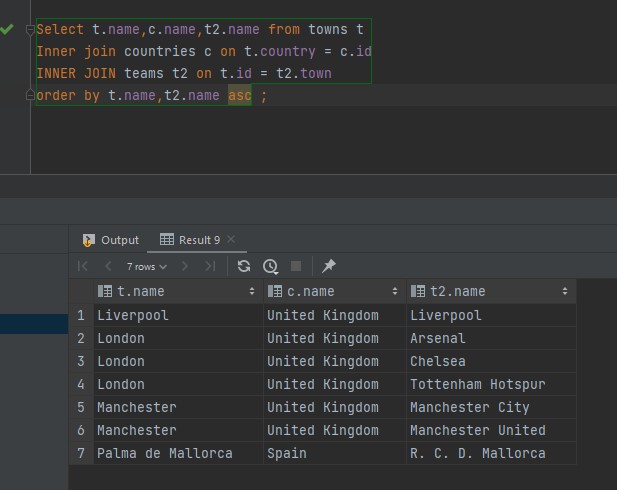 Select t.name,c.name,t2.name from towns t
Inner join countries c on t.country = c.id
INNER JOIN teams t2 on t.id = t2.town
order by t.name,t2.name asc ;
Output Result 9
7 rows
t.name c.name t2.name
1 Liverpool United Kingdom Liverpool
2 London United Kingdom Arsenal
3 London United Kingdom Chelsea
4 London United Kingdom Tottenham Hotspur
5 Manchester United Kingdom Manchester City
6 Manchester United Kingdom Manchester United
7 Palma de Mallorca Spain R. C. D. Mallorca